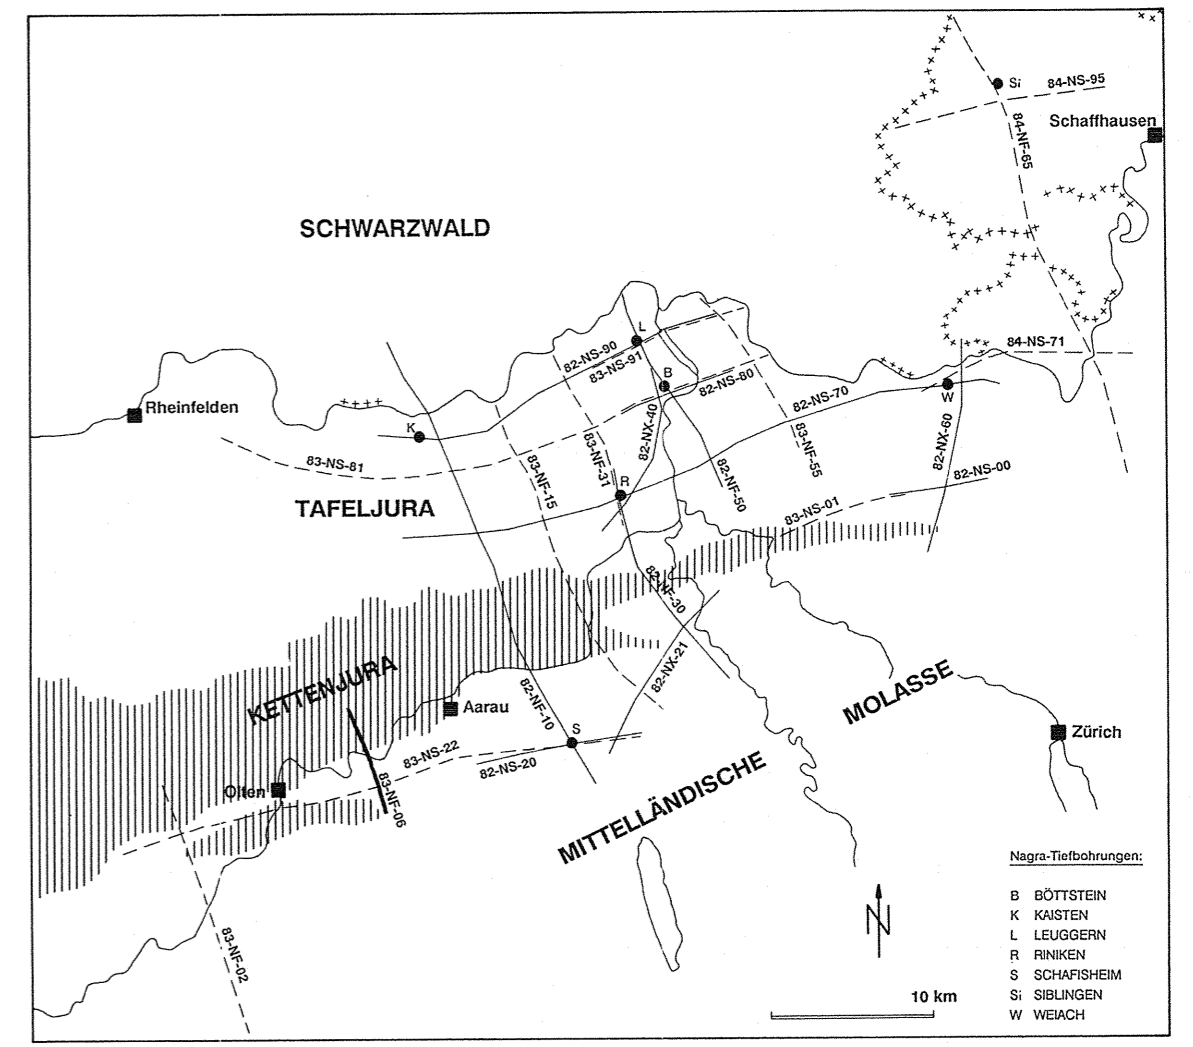 Si
84-NS-95
Schaffhausen
84-NF-65
SCHWARZWALD
L
82-NS-90
83-NS-91
84-NS-71
B
82-NS-80
W
82-NS-70
Rheinfelden
K
82-NX-40
83-NS-81
83-NF-15
83-NF-31
83-NF-55
82-NX-60
82-NF-50
82-NS-00
R
TAFELJURA
83-NS-01
82-NF-30
KETTENJURA
82-NX-21
82-NF-10
MOLASSE
Aarau
S
83-NS-22
82-NS-20
Zürich
Olten
83-NF-06
MITTELLÄNDISCHE
83-NF-02
N
10 km
Nagra-Tiefbohrungen:
B BÖTTSTEIN
K KAISTEN
L LEUGGERN
R RINIKEN
S SCHAFISHEIM
Si SIBLINGEN
W WEIACH